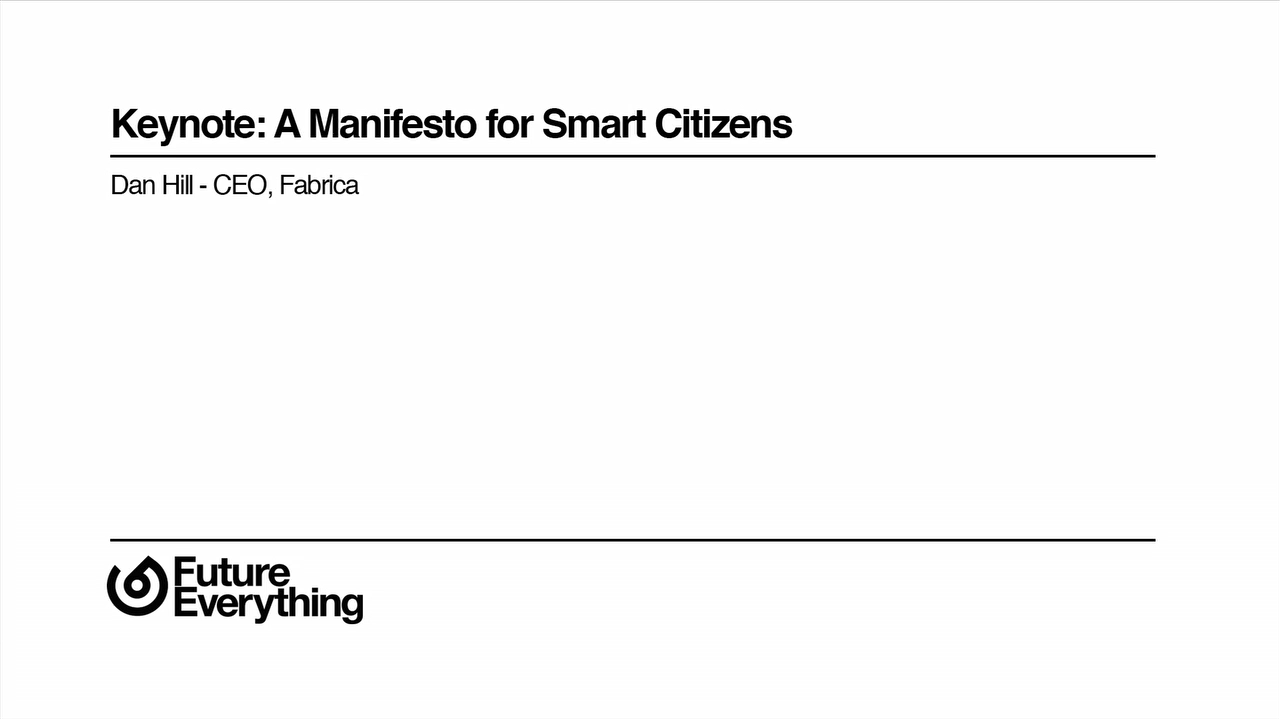 Keynote: A Manifesto for Smart Citizens
Dan Hill - CEO, Fabrica
Future
Everything